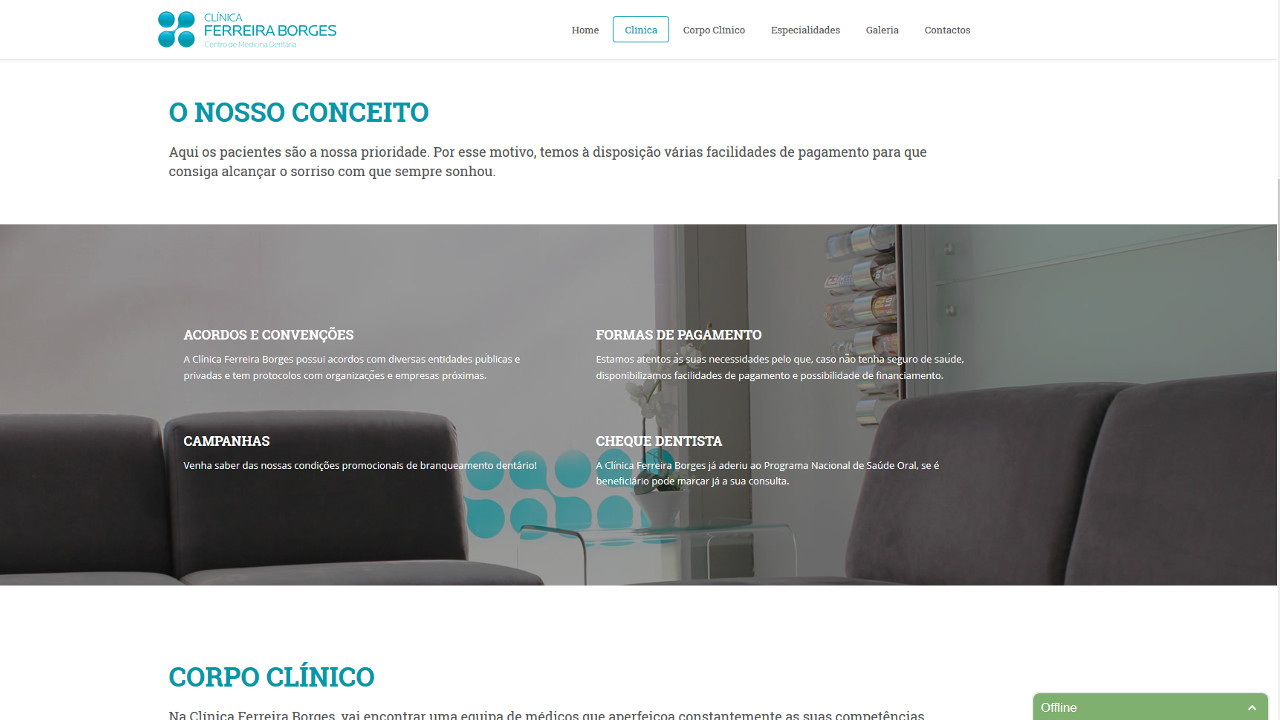 CLÍNICA
FERREIRA BORGES
Centro de Medicina Dentária
Home Clínica Corpo Clínico Especialidades Galeria Contactos
O NOSSO CONCEITO
Aqui os pacientes são a nossa prioridade. Por esse motivo, temos à disposição várias facilidades de pagamento para que
consiga alcançar o sorriso com que sempre sonhou.
ACORDOS E CONVENÇÕES
A Clínica Ferreira Borges possui acordos com diversas entidades públicas e
privadas e tem protocolos com organizações e empresas próximas.
FORMAS DE PAGAMENTO
Estamos atentos às suas necessidades pelo que, caso não tenha seguro de saúde,
disponibilizamos facilidades de pagamento e possibilidade de financiamento.
CAMPANHAS
Venha saber das nossas condições promocionais de branqueamento dentário!
CHEQUE DENTISTA
A Clínica Ferreira Borges já aderiu ao Programa Nacional de Saúde Oral, se é
beneficiário pode marcar já a sua consulta.
CORPO CLÍNICO
Na Clínica Ferreira Borges, vai encontrar uma equipa de médicos que aperfeiçoa constantemente as suas competências
Offline